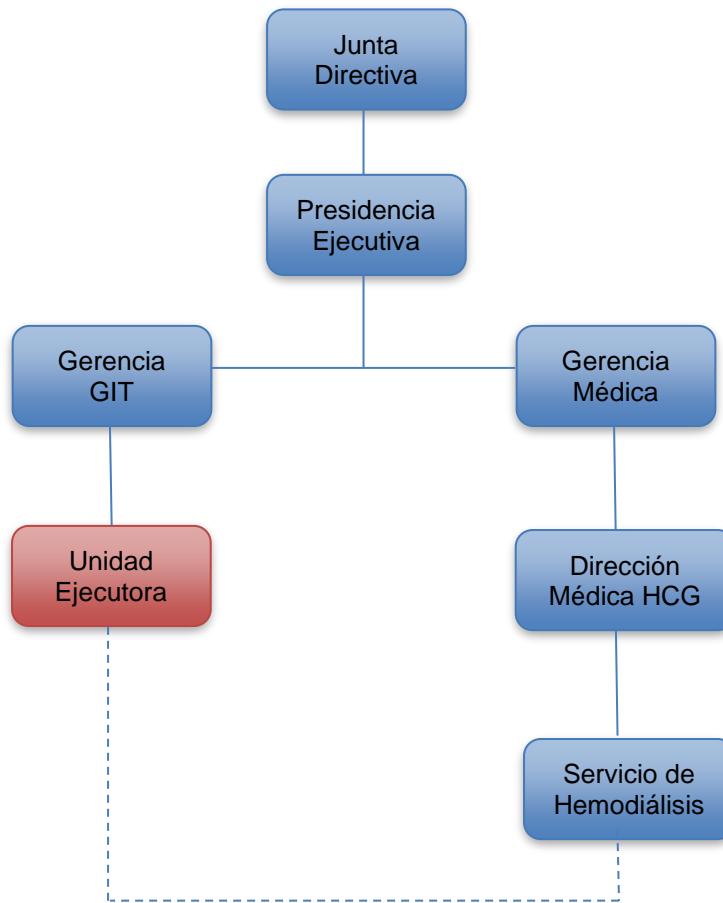 Junta
Directiva
Presidencia
Ejecutiva
Gerencia
GIT
Gerencia
Médica
Unidad
Ejecutora
Dirección
Médica HCG
Servicio de
Hemodiálisis